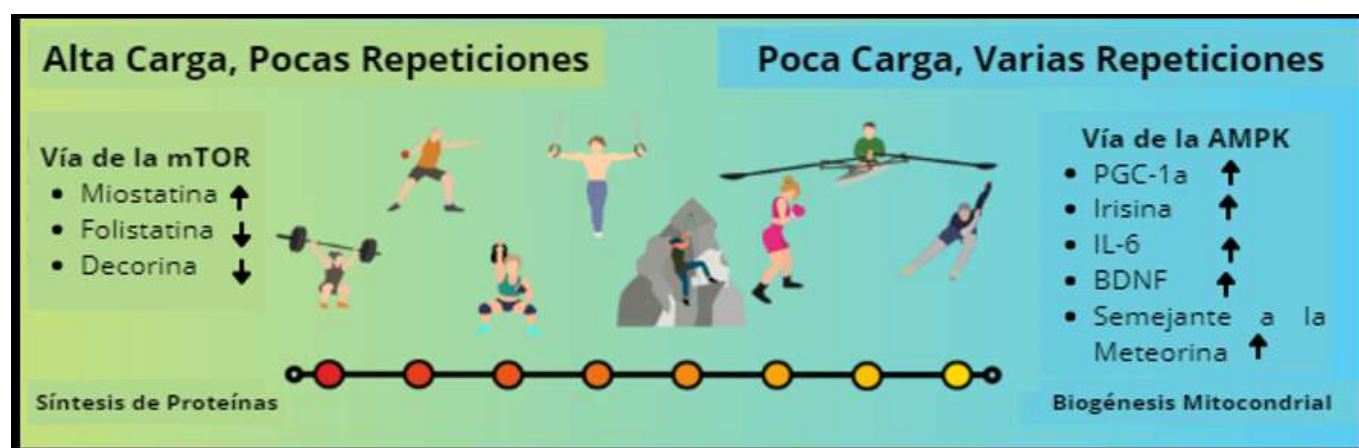 Alta Carga, Pocas Repeticiones
Poca Carga, Varias Repeticiones
Vía de la mTOR
• Miostatina ↑
• Folistatina ↓
• Decorina ↓
Síntesis de Proteínas
Vía de la AMPK
• PGC-1a ↑
• Irisina ↑
• IL-6 ↑
• BDNF ↑
• Semejante a la
Meteorina ↑
Biogénesis Mitocondrial